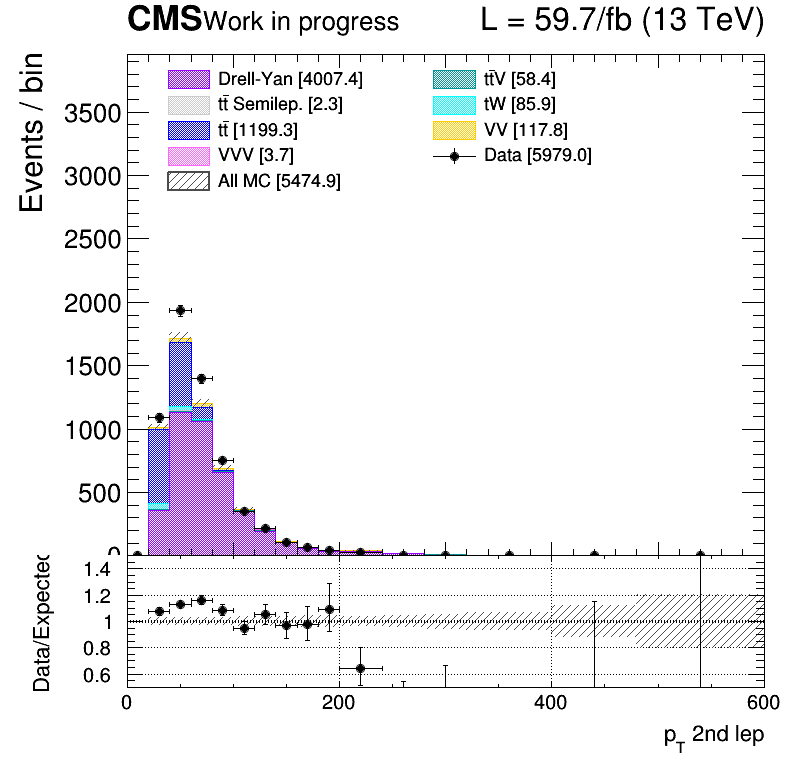 CMS Work in progress L = 59.7/fb (13 TeV)
Events / bin
Drell-Yan [4007.4]
tt̄ Semilep. [2.3]
tt̄ [1199.3]
VVV [3.7]
All MC [5474.9]
tt̄V [58.4]
tW [85.9]
VV [117.8]
Data [5979.0]
3500
3000
2500
2000
1500
1000
500
0
Data/Expected
1.4
1.2
1
0.8
0.6
0 200 400 600
p_T 2nd lep